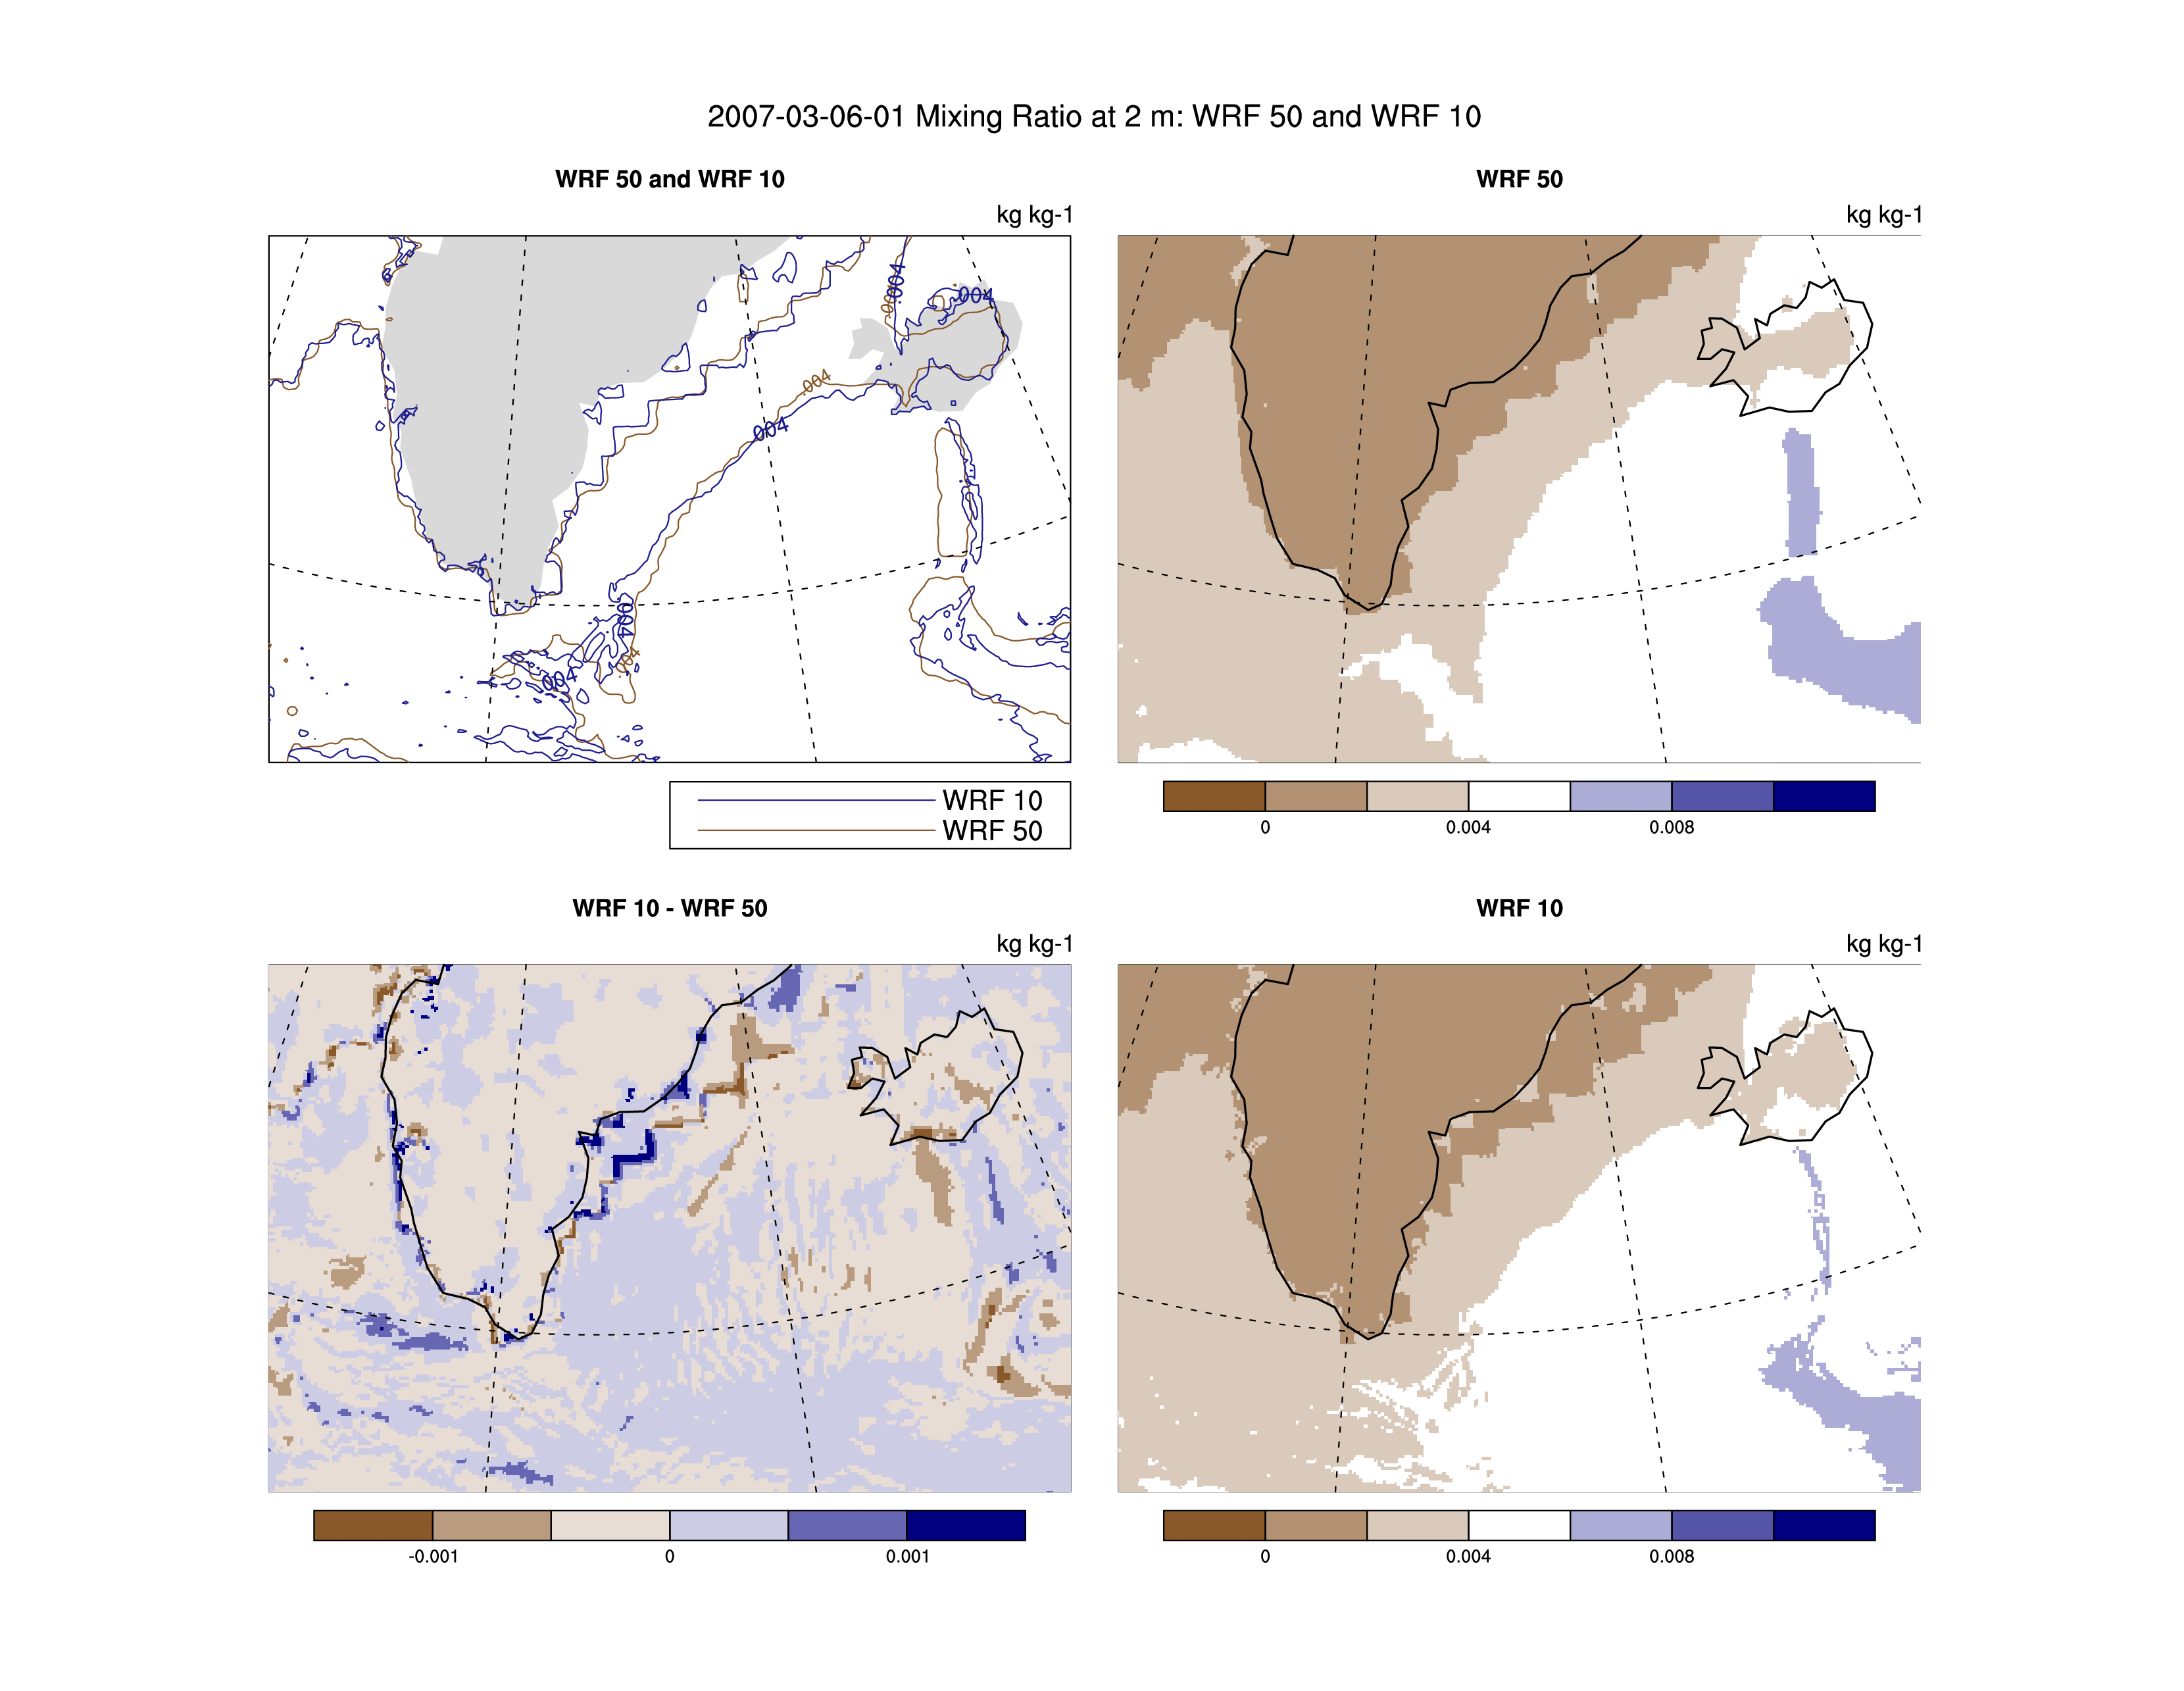 2007-03-06-01 Mixing Ratio at 2 m: WRF 50 and WRF 10
WRF 50 and WRF 10
kg kg-1
.004
.004
.004
.004
.004
.004
.004
.004
WRF 10
WRF 50
WRF 50
kg kg-1
0 0.004 0.008
WRF 10 - WRF 50
kg kg-1
-0.001 0 0.001
WRF 10
kg kg-1
0 0.004 0.008